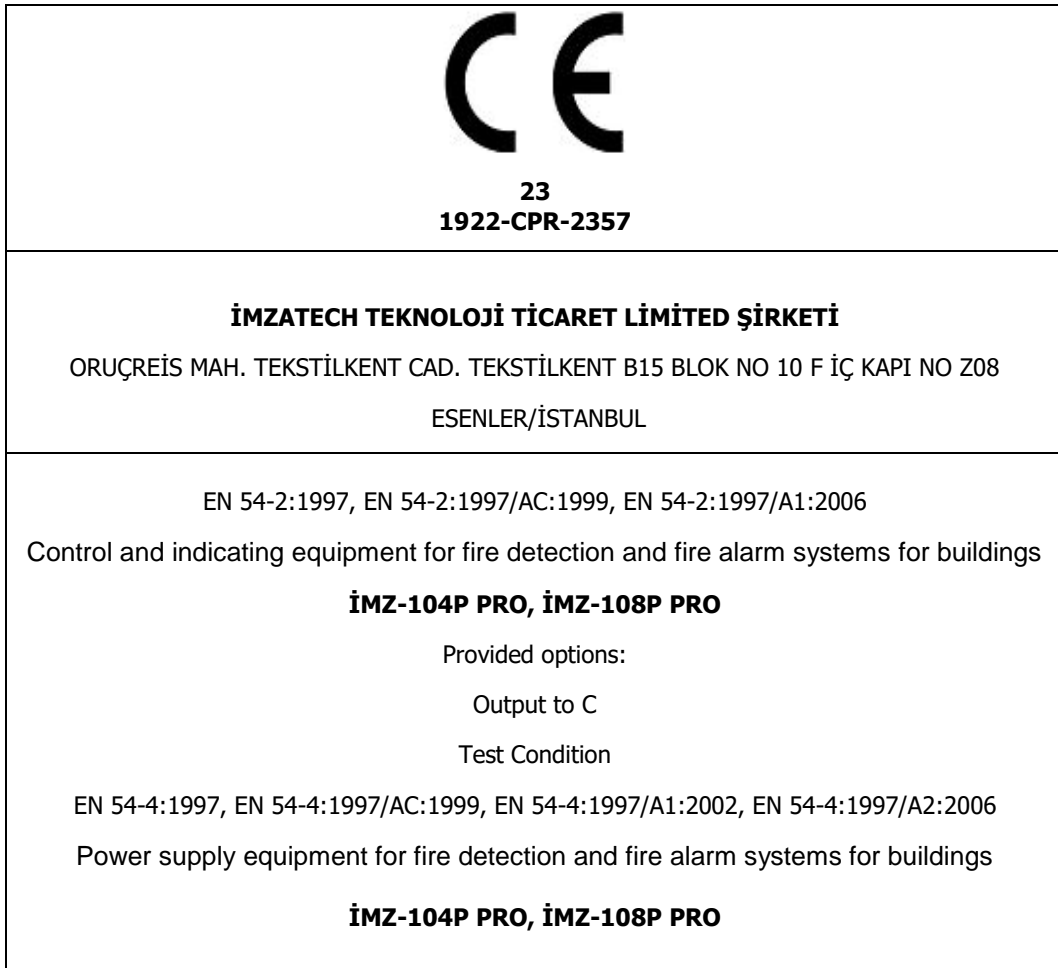 CE
23
1922-CPR-2357
İMZATECH TEKNOLOJİ TİCARET LİMİTED ŞİRKETİ
ORUÇREİS MAH. TEKSTİLKENT CAD. TEKSTİLKENT B15 BLOK NO 10 F İÇ KAPI NO Z08
ESENLER/İSTANBUL
EN 54-2:1997, EN 54-2:1997/AC:1999, EN 54-2:1997/A1:2006
Control and indicating equipment for fire detection and fire alarm systems for buildings
İMZ-104P PRO, İMZ-108P PRO
Provided options:
Output to C
Test Condition
EN 54-4:1997, EN 54-4:1997/AC:1999, EN 54-4:1997/A1:2002, EN 54-4:1997/A2:2006
Power supply equipment for fire detection and fire alarm systems for buildings
İMZ-104P PRO, İMZ-108P PRO